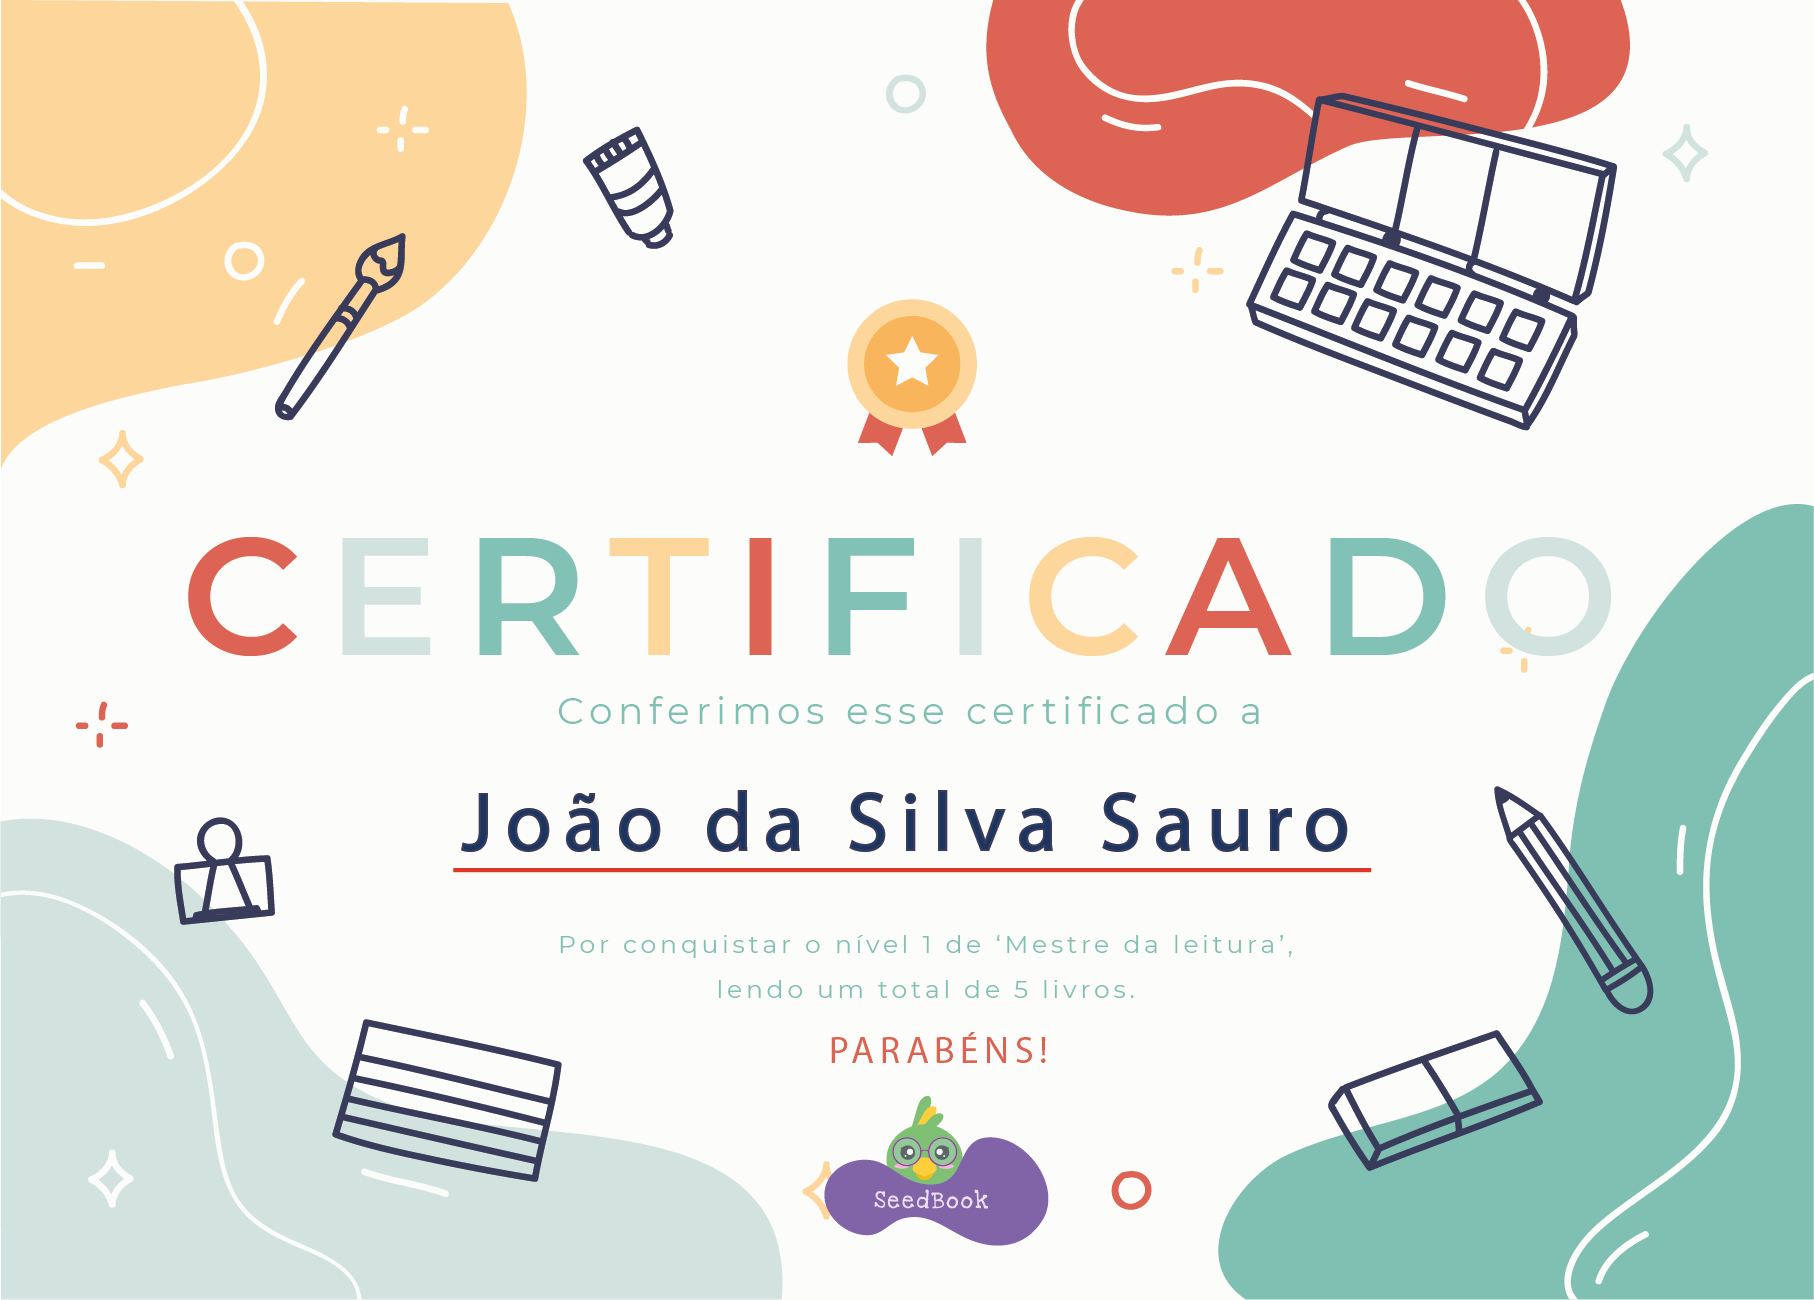 CERTIFICADO
Conferimos esse certificado a
João da Silva Sauro
Por conquistar o nível 1 de ‘Mestre da leitura’,
lendo um total de 5 livros.
PARABÉNS!
SeedBook